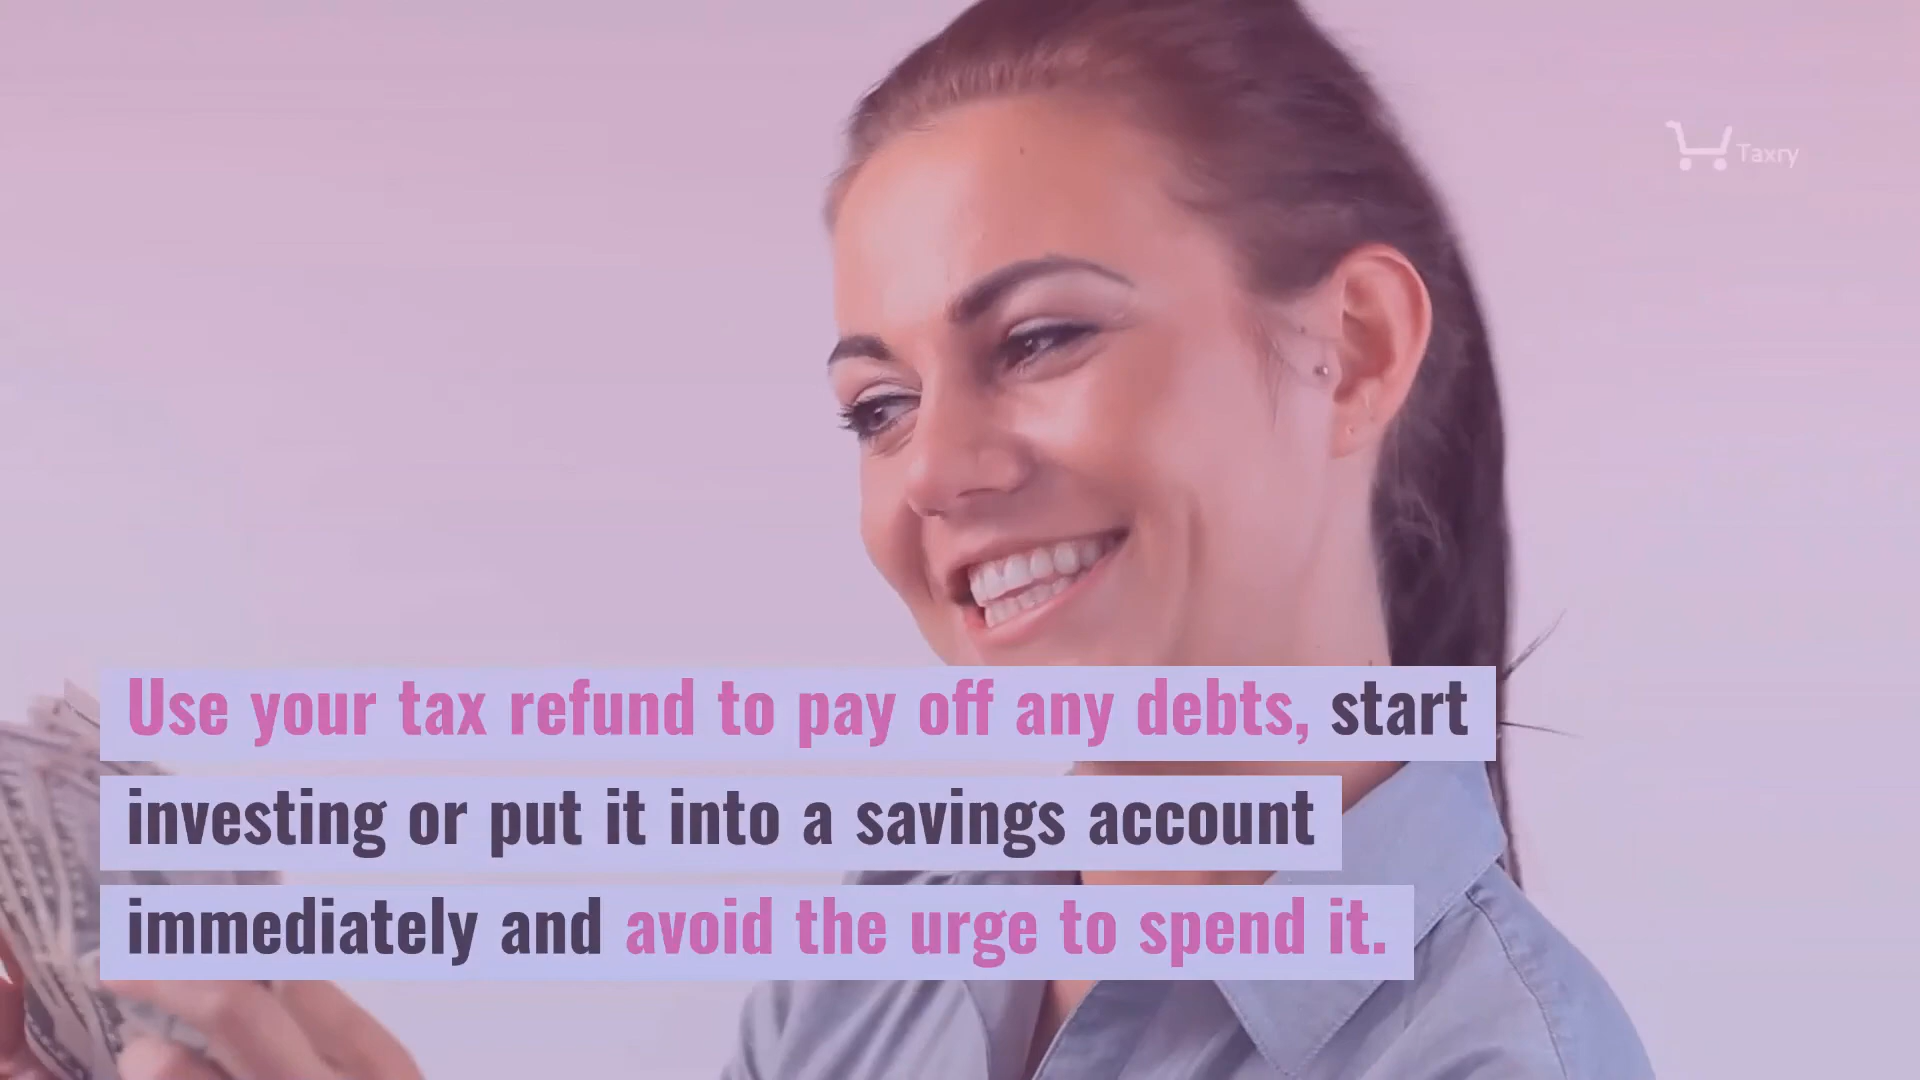 Taxry
Use your tax refund to pay off any debts, start
investing or put it into a savings account
immediately and avoid the urge to spend it.